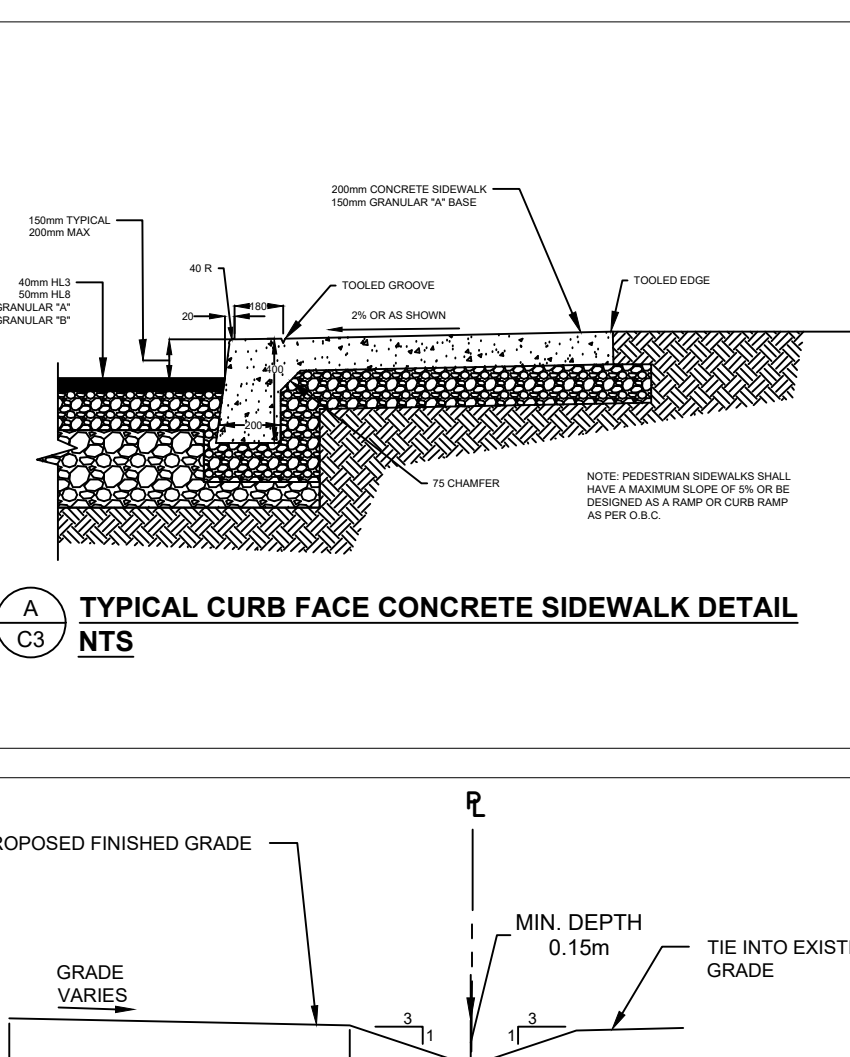 200mm CONCRETE SIDEWALK
150mm GRANULAR "A" BASE
150mm TYPICAL
200mm MAX
40 R
TOOLED GROOVE
TOOLED EDGE
40mm HL3
50mm HL8
GRANULAR "A"
GRANULAR "B"
20
180
2% OR AS SHOWN
400
200
75 CHAMFER
NOTE: PEDESTRIAN SIDEWALKS SHALL
HAVE A MAXIMUM SLOPE OF 5% OR BE
DESIGNED AS A RAMP OR CURB RAMP
AS PER O.B.C.
A
C3
TYPICAL CURB FACE CONCRETE SIDEWALK DETAIL
NTS
PL
ROPOSED FINISHED GRADE
MIN. DEPTH
0.15m
TIE INTO EXISTI
GRADE
GRADE
VARIES
3
1
3
1